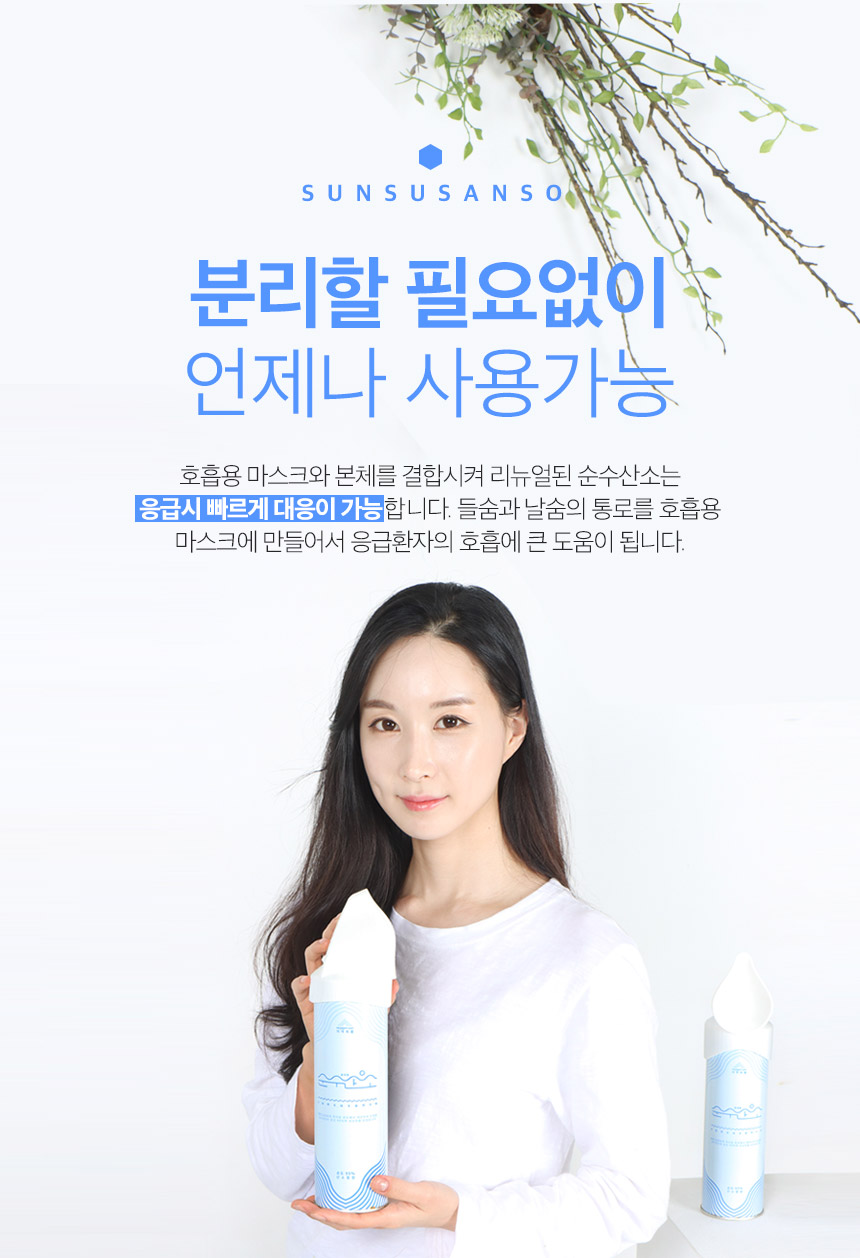 SUNSUSANSO
분리할 필요없이
언제나 사용가능
호흡용 마스크와 본체를 결합시켜 리뉴얼된 순수산소는
응급시 빠르게 대응이 가능합니다. 들숨과 날숨의 통로를 호흡용
마스크에 만들어서 응급환자의 호흡에 큰 도움이 됩니다.